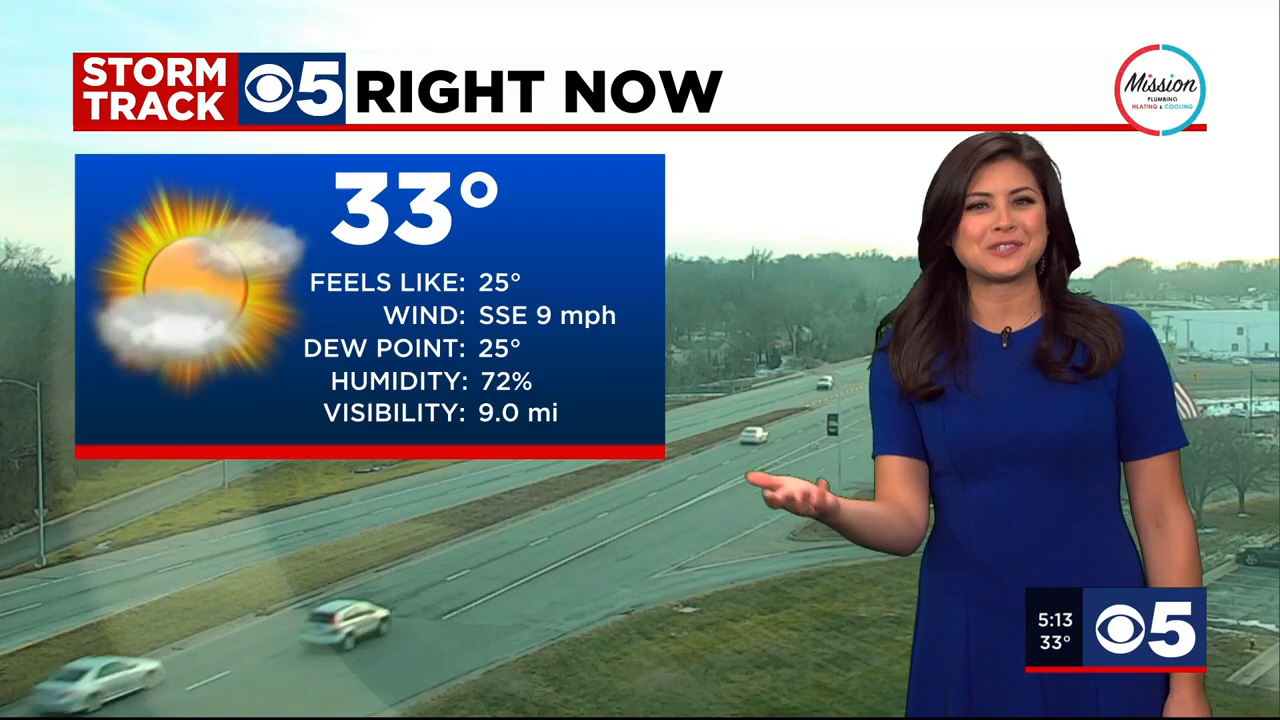 STORM
TRACK
5
RIGHT NOW
Mission
PLUMBING
HEATING & COOLING
33°
FEELS LIKE: 25°
WIND: SSE 9 mph
DEW POINT: 25°
HUMIDITY: 72%
VISIBILITY: 9.0 mi
5:13
33°
5